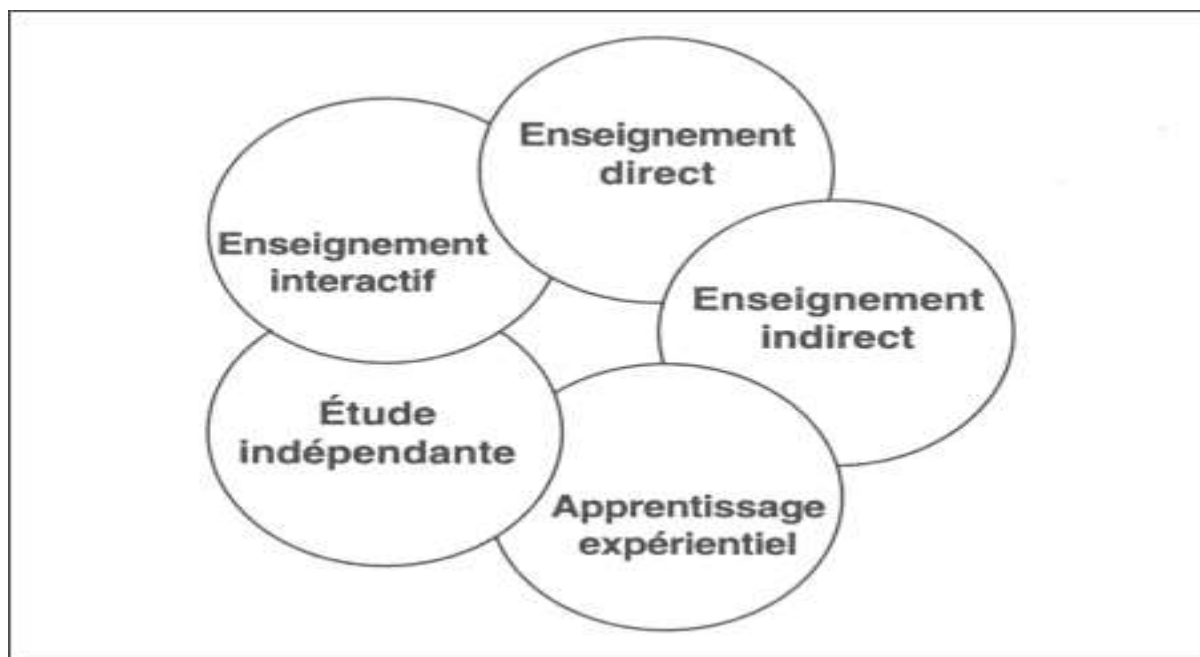 Enseignement
direct
Enseignement
interactif
Enseignement
indirect
Étude
indépendante
Apprentissage
expérientiel